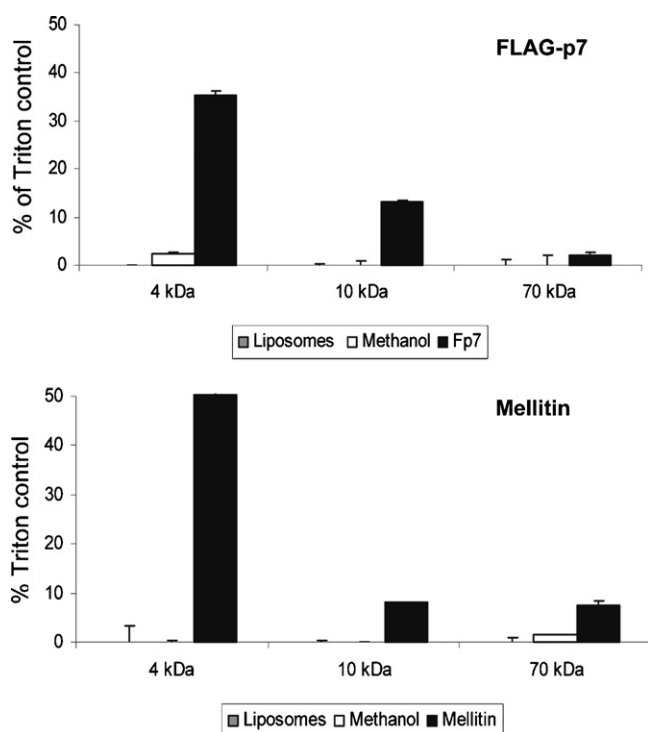 FLAG-p7
% of Triton control
50
40
30
20
10
0
4 kDa 10 kDa 70 kDa
Liposomes Methanol Fp7
Mellitin
% Triton control
50
40
30
20
10
0
4 kDa 10 kDa 70 kDa
Liposomes Methanol Mellitin